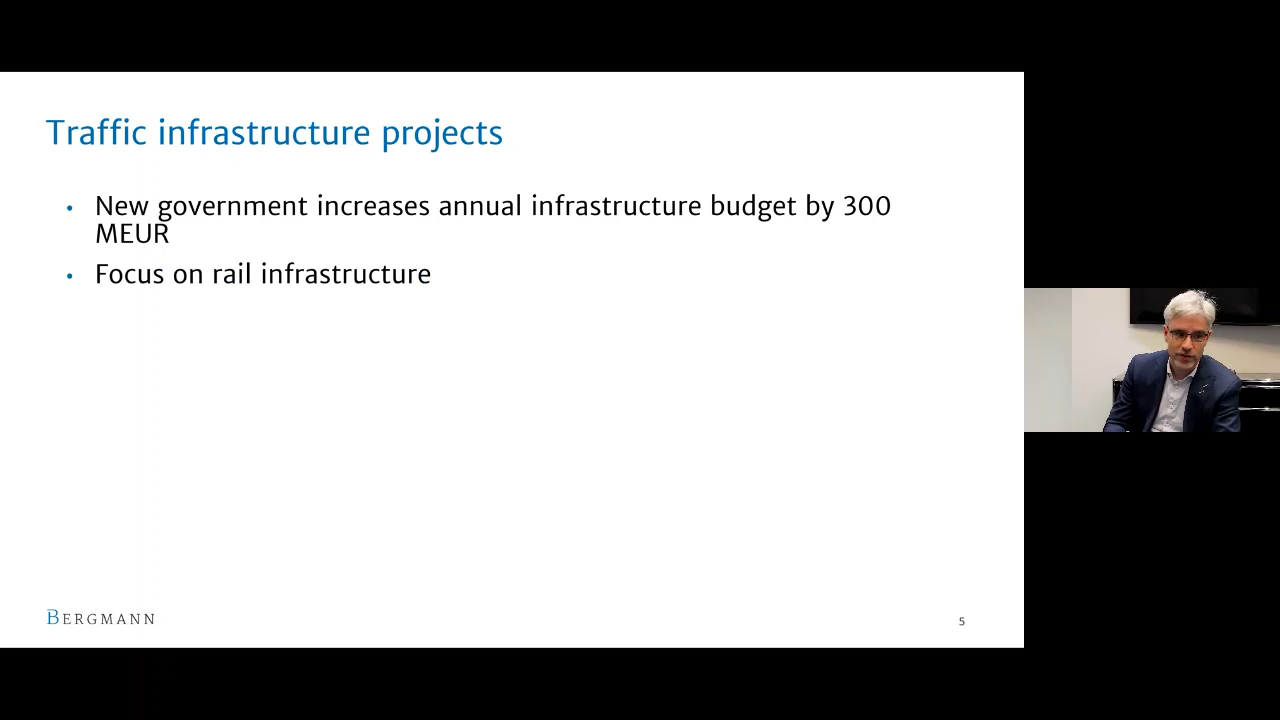 Traffic infrastructure projects
• New government increases annual infrastructure budget by 300
MEUR
• Focus on rail infrastructure
BERGMANN
5